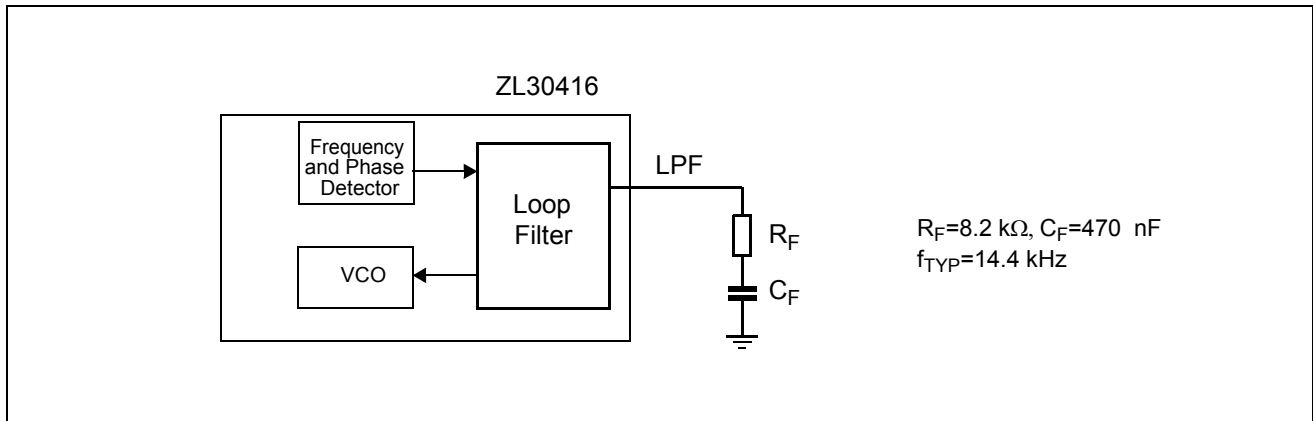 ZL30416
Frequency
and Phase
Detector
Loop
Filter
VCO
LPF
R_F
C_F
R_F=8.2 kΩ, C_F=470 nF
f_TYP=14.4 kHz